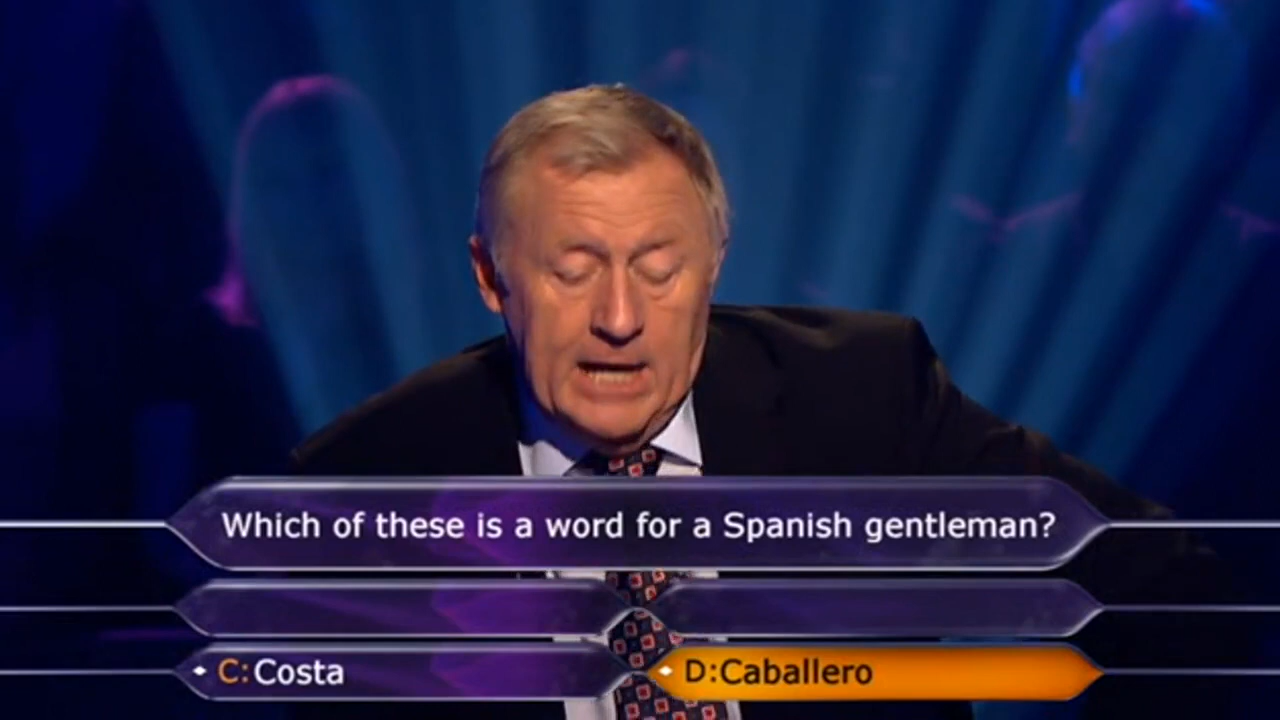 Which of these is a word for a Spanish gentleman?
C:Costa
D:Caballero